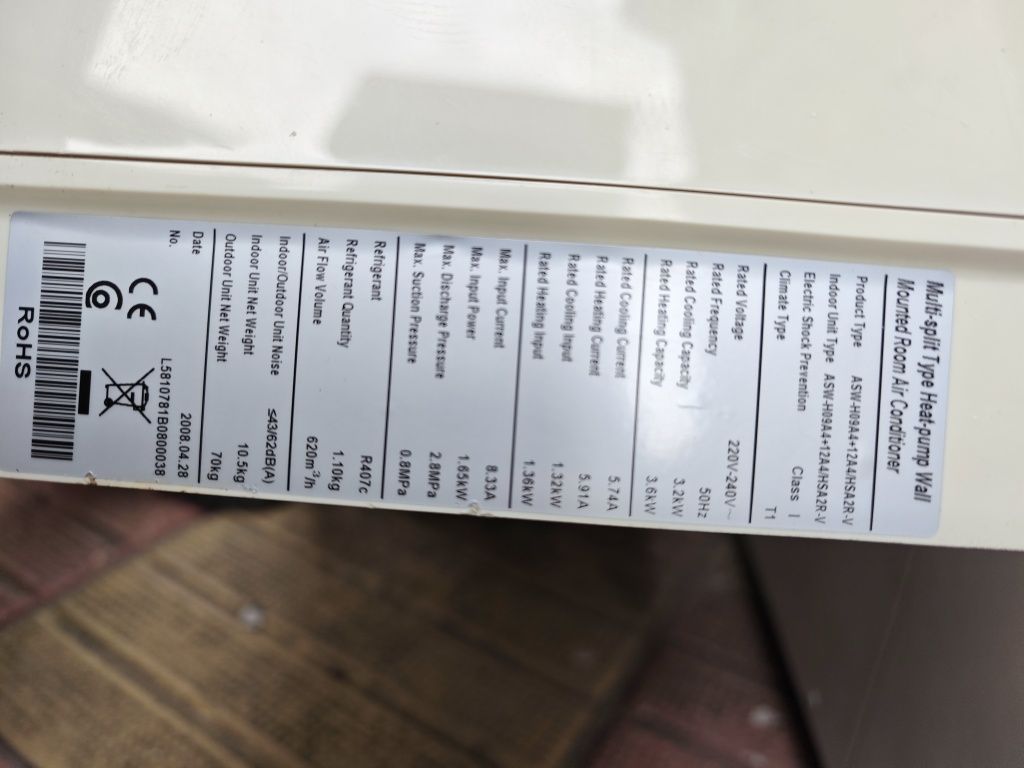 Multi-split Type Heat-pump Wall
Mounted Room Air Conditioner
Product Type ASW-H09A4+12A4/HSA2R-V
Indoor Unit Type ASW-H09A4+12A4/HSA2R-V
Electric Shock Prevention Class I
Climate Type T1
Rated Voltage 220V-240V~
Rated Frequency 50Hz
Rated Cooling Capacity 3.2kW
Rated Heating Capacity 3.6kW
Rated Cooling Current 5.74A
Rated Heating Current 5.91A
Rated Cooling Input 1.32kW
Rated Heating Input 1.36kW
Max. Input Current 8.33A
Max. Input Power 1.65kW
Max. Discharge Pressure 2.8MPa
Max. Suction Pressure 0.8MPa
Refrigerant R407c
Refrigerant Quantity 1.100kg
Air Flow Volume 620m³/h
Indoor/Outdoor Unit Noise ≤43/62dB(A)
Indoor Unit Net Weight 10.5kg
Outdoor Unit Net Weight 70kg
Date 2008.04.28
No. L5810781B0800038
CE
RoHS